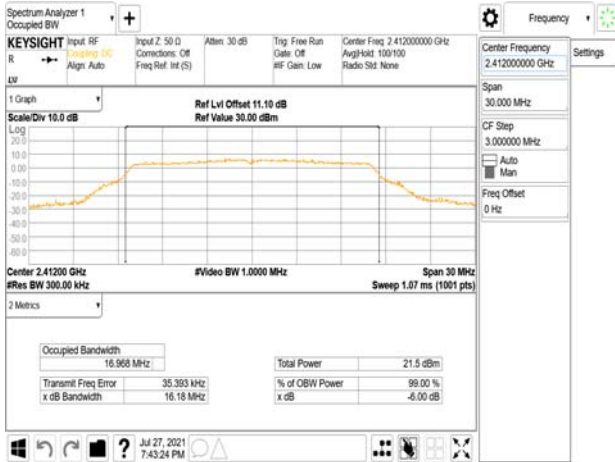 Spectrum Analyzer 1
Occupied BW
Frequency
KEYSIGHT Input: RF
Coupling: DC
Align: Auto
R
Input Z: 50 Ω
Corrections: Off
Freq Ref: Int (S)
Atten: 30 dB
Trig: Free Run
Gate: Off
#IF Gain: Low
Center Freq: 2.412000000 GHz
Avg|Hold: 100/100
Radio Std: None
Center Frequency
2.412000000 GHz
Settings
Span
30.000 MHz
CF Step
3.000000 MHz
Auto
Man
Freq Offset
0 Hz
1 Graph
Scale/Div 10.0 dB
Ref Lvl Offset 11.10 dB
Ref Value 30.00 dBm
Log
20.0
10.0
0.00
-10.0
-20.0
-30.0
-40.0
-50.0
-60.0
Center 2.41200 GHz
#Res BW 300.00 kHz
#Video BW 1.0000 MHz
Span 30 MHz
Sweep 1.07 ms (1001 pts)
2 Metrics
Occupied Bandwidth
16.968 MHz
Total Power 21.5 dBm
Transmit Freq Error 35.393 kHz
% of OBW Power 99.00 %
x dB Bandwidth 16.18 MHz
x dB -6.00 dB
?
Jul 27, 2021
7:43:24 PM